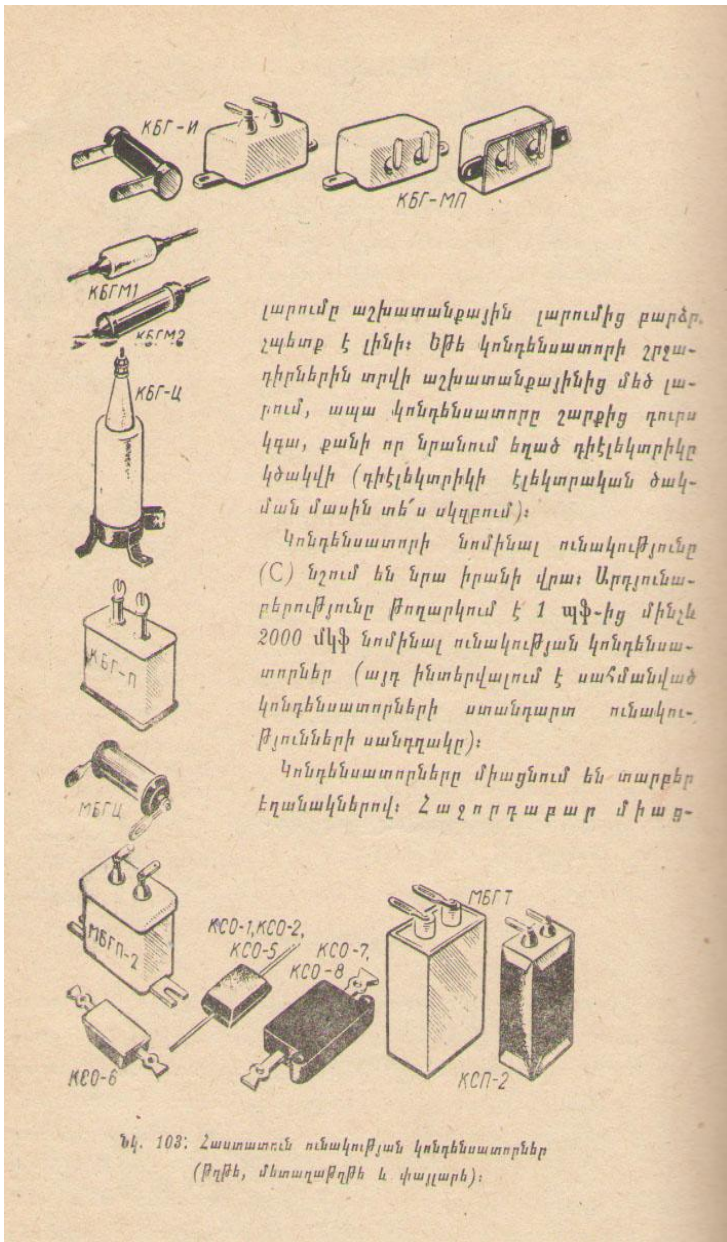 КБГ-И
КБГ-МП
КБГМ1
КБГМ2
КБГ-Ц
լարումը աշխատանքային լարումից բարձր.
չպետք է լինի։ Եթե կոնդենսատորի շրջա-
դիրներին տրվի աշխատանքայինից մեծ լա-
րում, ապա կոնդենսատորը շարքից դուրս
կգա, քանի որ նրանում եղած դիէլեկտրիկը
կծակվի (դիէլեկտրիկի էլեկտրական ծակ-
ման մասին տե՛ս սկզբում)։
Կոնդենսատորի նոմինալ ունակությունը
(C) նշում են նրա իրանի վրա։ Արդյունա-
բերությունը թողարկում է 1 պֆ-ից մինչև
2000 մկֆ նոմինալ ունակության կոնդենսա-
տորներ (այդ ինտերվալում է սահմանված
կոնդենսատորների ստանդարտ ունակու-
թյունների սանդղակը)։
Կոնդենսատորները միացնում են տարբեր
եղանակներով։ Հաջորդաբար միաց-
КБГ-П
МБГЦ
МБГП-2
КСО-1,КСО-2,
КСО-5
КСО-7,
КСО-8
МБГТ
КСО-6
КСП-2
Նկ. 103։ Հաստատուն ունակության կոնդենսատորներ
(թղթե, մետաղաթղթե և փայլարե)։